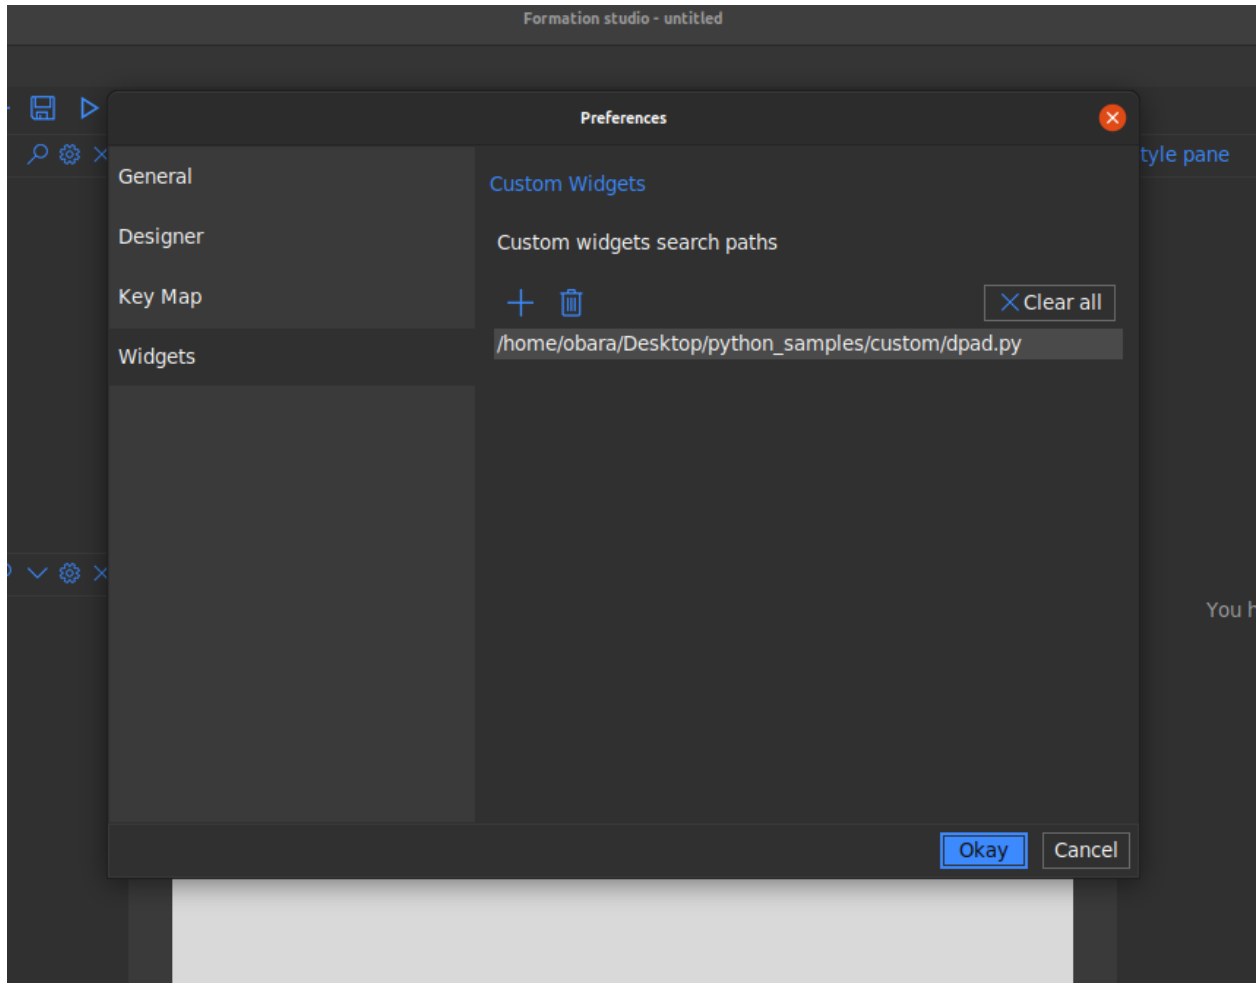 Formation studio - untitled
Preferences
tyle pane
General
Designer
Key Map
Widgets
Custom Widgets
Custom widgets search paths
Clear all
/home/obara/Desktop/python_samples/custom/dpad.py
You h
Okay
Cancel